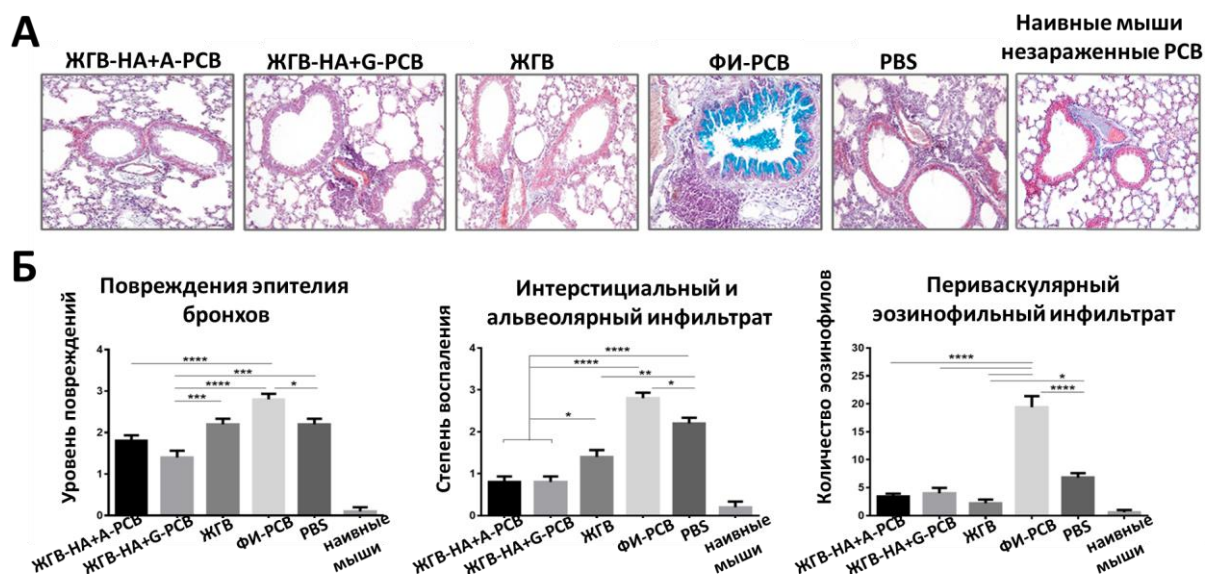 А
ЖГВ-НА+А-РСВ
ЖГВ-НА+G-РСВ
ЖГВ
ФИ-РСВ
PBS
Наивные мыши
незараженные РСВ
Б
Повреждения эпителия
бронхов
Уровень повреждений
4
3
2
1
0
****
***
****
*
***
ЖГВ-НА+А-РСВ
ЖГВ-НА+G-РСВ
ЖГВ
ФИ-РСВ
PBS
наивные
мыши
Интерстициальный и
альвеолярный инфильтрат
Степень воспаления
4
3
2
1
0
****
****
**
*
*
ЖГВ-НА+А-РСВ
ЖГВ-НА+G-РСВ
ЖГВ
ФИ-РСВ
PBS
наивные
мыши
Периваскулярный
эозинофильный инфильтрат
Количество эозинофилов
30
25
20
15
10
5
0
****
*
****
ЖГВ-НА+А-РСВ
ЖГВ-НА+G-РСВ
ЖГВ
ФИ-РСВ
PBS
наивные
мыши